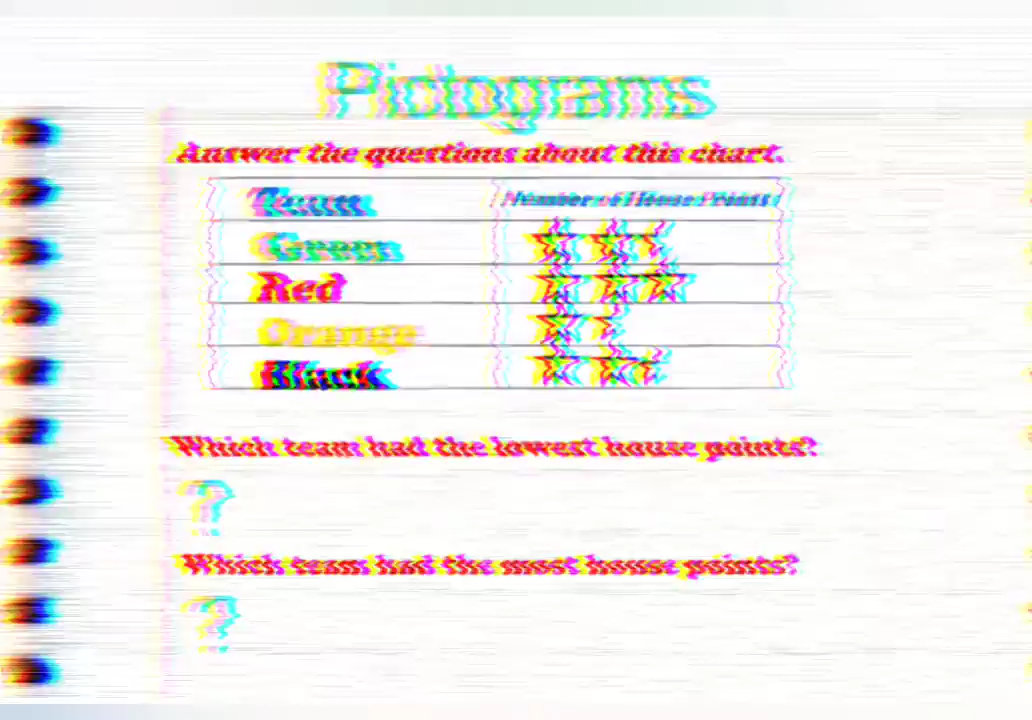 Pictograms
Answer the questions about this chart.
Team Number of House Points
Green
Red
Orange
Black
Which team had the lowest house points?
?
Which team had the most house points?
?